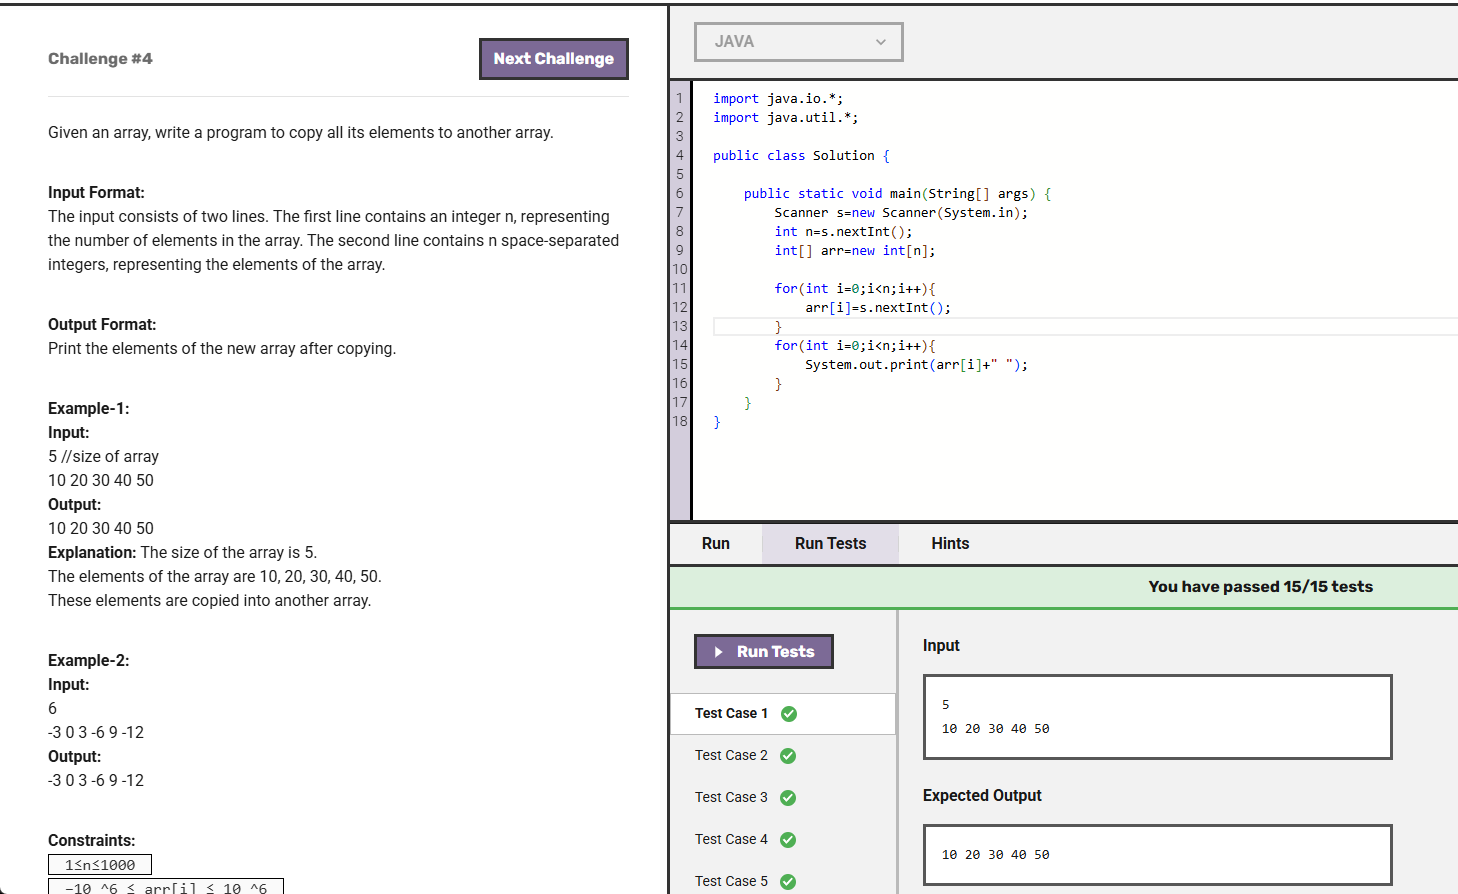 Challenge #4
Next Challenge
Given an array, write a program to copy all its elements to another array.
Input Format:
The input consists of two lines. The first line contains an integer n, representing
the number of elements in the array. The second line contains n space-separated
integers, representing the elements of the array.
Output Format:
Print the elements of the new array after copying.
Example-1:
Input:
5 //size of array
10 20 30 40 50
Output:
10 20 30 40 50
Explanation: The size of the array is 5.
The elements of the array are 10, 20, 30, 40, 50.
These elements are copied into another array.
Example-2:
Input:
6
-3 0 3 -6 9 -12
Output:
-3 0 3 -6 9 -12
Constraints:
1≤n≤1000
-10 ^6 ≤ arr[i] ≤ 10 ^6
JAVA
1 import java.io.*;
2 import java.util.*;
3
4 public class Solution {
5
6     public static void main(String[] args) {
7         Scanner s=new Scanner(System.in);
8         int n=s.nextInt();
9         int[] arr=new int[n];
10
11         for(int i=0;i<n;i++){
12             arr[i]=s.nextInt();
13         }
14         for(int i=0;i<n;i++){
15             System.out.print(arr[i]+" ");
16         }
17     }
18 }
Run
Run Tests
Hints
You have passed 15/15 tests
Run Tests
Test Case 1
Test Case 2
Test Case 3
Test Case 4
Test Case 5
Input
5
10 20 30 40 50
Expected Output
10 20 30 40 50